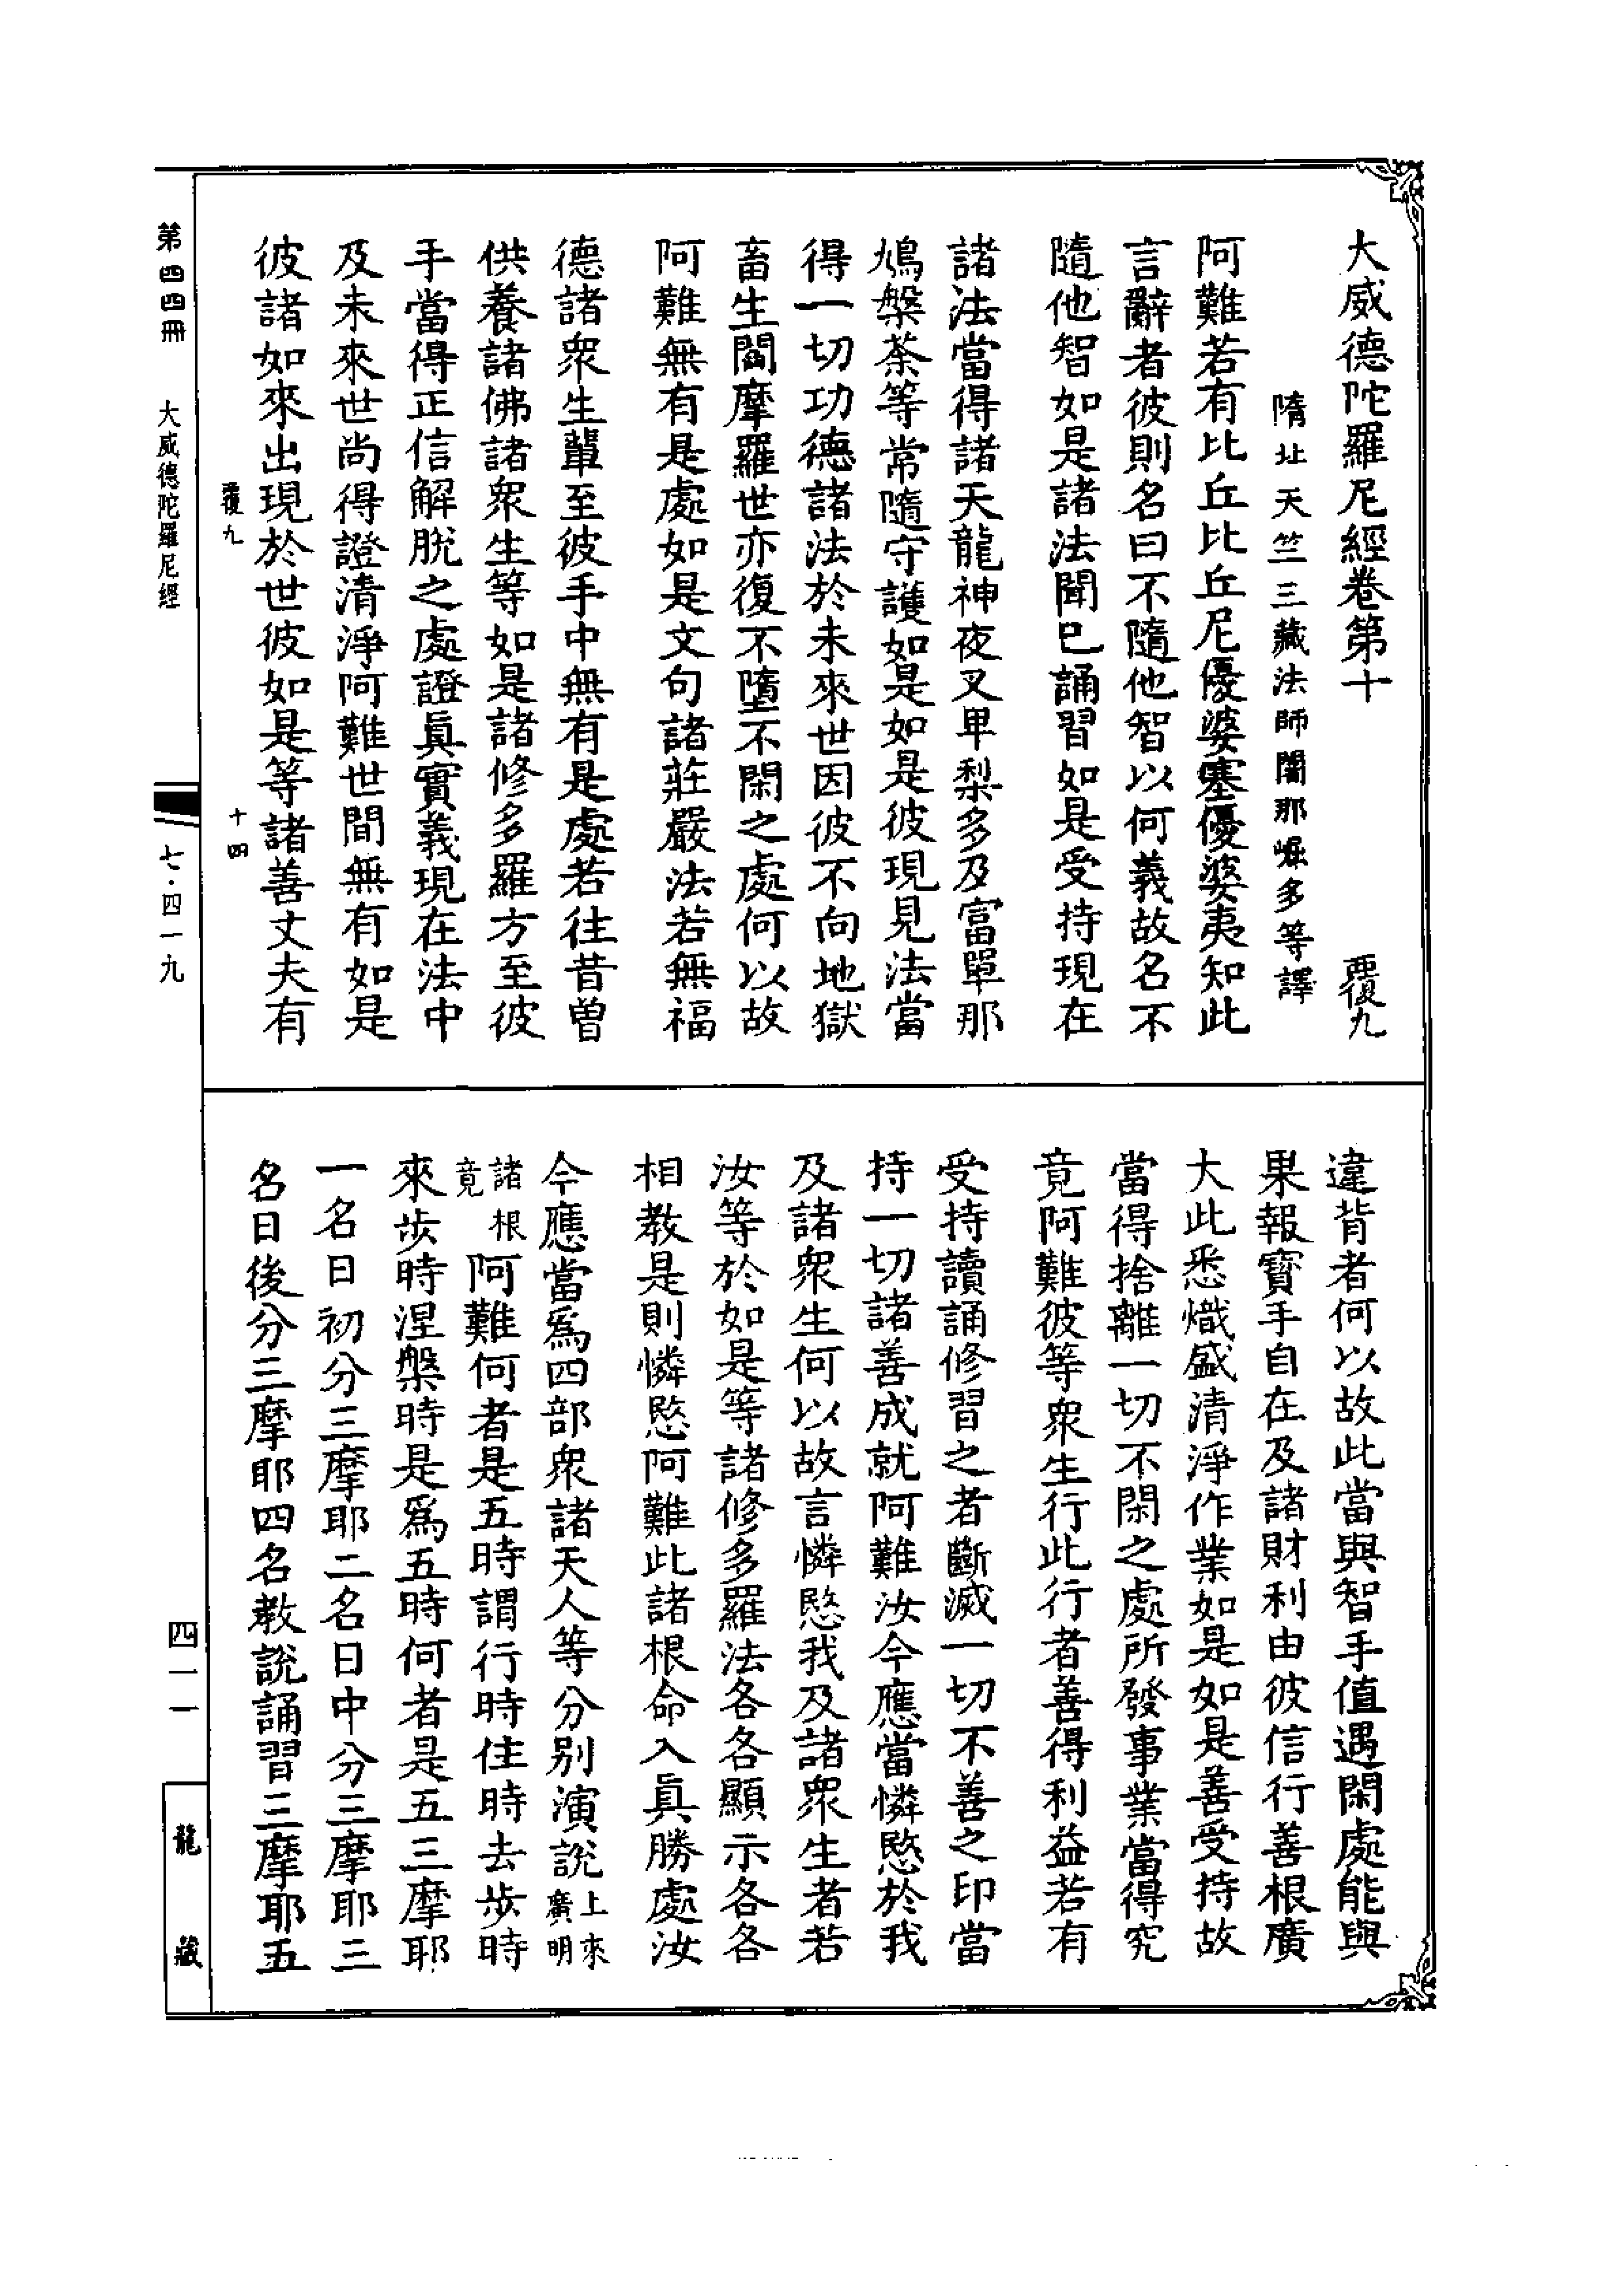 大威德陀羅尼經卷第十　覆九
隋北天竺三藏法師闍那崛多等譯
阿難若有比丘比丘尼優婆塞優婆夷知此
言辭者彼則名曰不隨他智以何義故名不
隨他智如是諸法聞已誦習如是受持現在
諸法當得諸天龍神夜叉卑梨多及富單那
鳩槃茶等常隨守護如是如是彼現見法當
得一切功德諸法於未來世因彼不向地獄
畜生閻摩羅世亦復不墮不閑之處何以故
阿難無有是處如是文句諸莊嚴法若無福
德諸衆生輩至彼手中無有是處若往昔曾
供養諸佛諸衆生等如是諸修多羅方至彼
手當得正信解脫之處證眞實義現在法中
及未來世尚得證清淨阿難世間無有如是
彼諸如來出現於世彼如是等諸善丈夫有
覆九　十四
違背者何以故此當與智手值遇閑處能與
果報寶手自在及諸財利由彼信行善根廣
大此悉熾盛清淨作業如是如是善受持故
當得捨離一切不閑之處所發事業當得究
竟阿難彼等衆生行此行者善得利益若有
受持讀誦修習之者斷滅一切不善之印當
持一切諸善成就阿難汝今應當憐愍於我
及諸衆生何以故言憐愍我及諸衆生者若
汝等於如是等諸修多羅法各各顯示各各
相教是則憐愍阿難此諸根命入眞勝處汝
今應當爲四部衆諸天人等分別演說上來廣明
諸根竟阿難何者是五時謂行時住時去步時
來步時涅槃時是爲五時何者是五三摩耶
一名日初分三摩耶二名日中分三摩耶三
名日後分三摩耶四名教說誦習三摩耶五
第四四冊　大威德陀羅尼經　七·四一九　四一一　龍藏